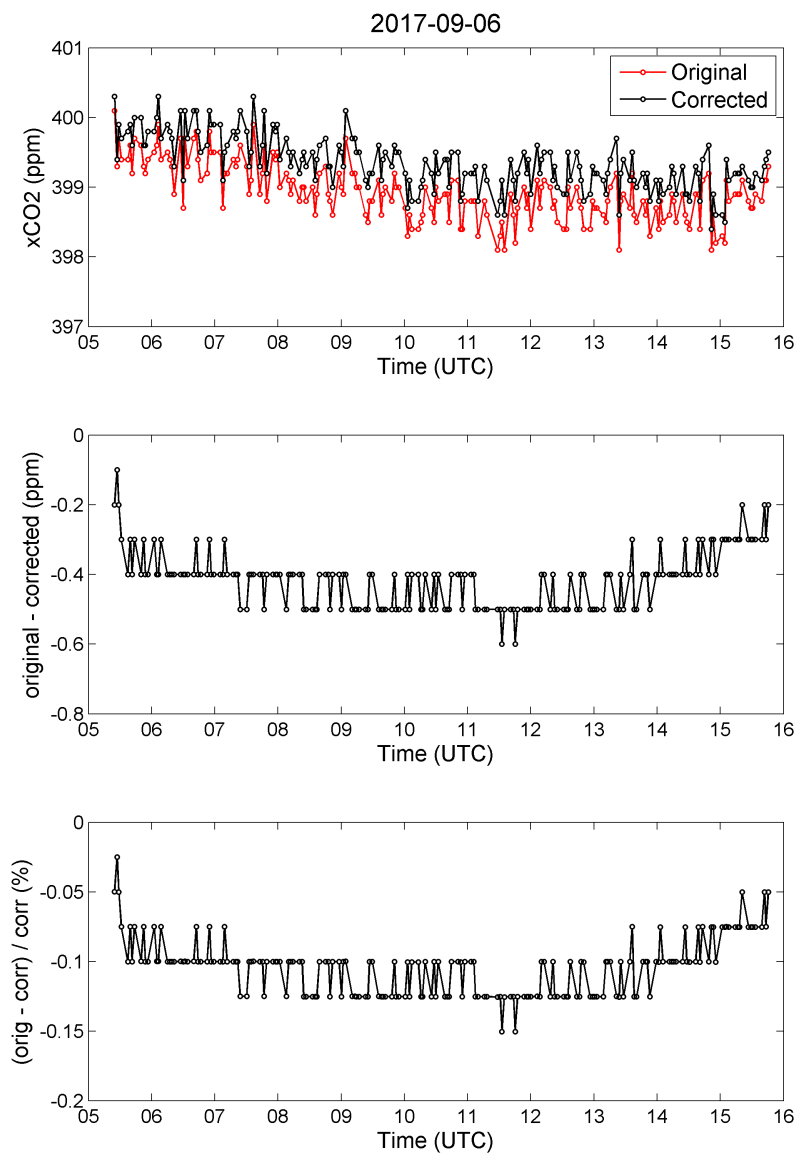 2017-09-06
401
400
399
398
397
xCO2 (ppm)
Original
Corrected
05 06 07 08 09 10 11 12 13 14 15 16
Time (UTC)
0
-0.2
-0.4
-0.6
-0.8
original - corrected (ppm)
05 06 07 08 09 10 11 12 13 14 15 16
Time (UTC)
0
-0.05
-0.1
-0.15
-0.2
(orig - corr) / corr (%)
05 06 07 08 09 10 11 12 13 14 15 16
Time (UTC)